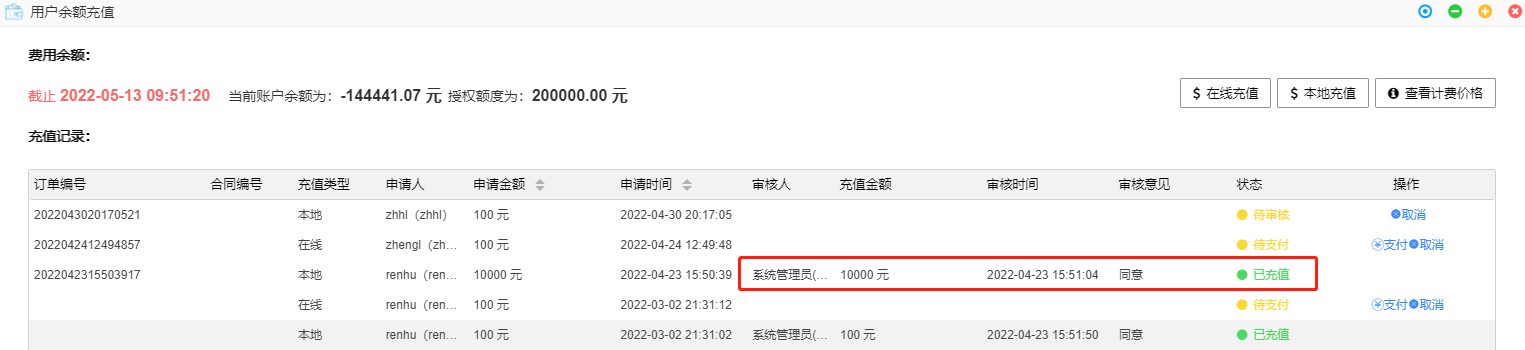 用户余额充值
费用余额:
截止 2022-05-13 09:51:20 当前账户余额为: -144441.07 元 授权额度为: 200000.00 元 $ 在线充值 $ 本地充值 查看计费价格
充值记录:
订单编号 合同编号 充值类型 申请人 申请金额 申请时间 审核人 充值金额 审核时间 审核意见 状态 操作
2022043020170521 本地 zhhl（zhhl） 100 元 2022-04-30 20:17:05 待审核 取消
2022042412494857 在线 zhengl（zh... 100 元 2022-04-24 12:49:48 待支付 支付 取消
2022042315503917 本地 renhu（ren... 10000 元 2022-04-23 15:50:39 系统管理员(... 10000 元 2022-04-23 15:51:04 同意 已充值
在线 renhu（ren... 100 元 2022-03-02 21:31:12 待支付 支付 取消
本地 renhu（ren... 100 元 2022-03-02 21:31:02 系统管理员(... 100 元 2022-04-23 15:51:50 同意 已充值